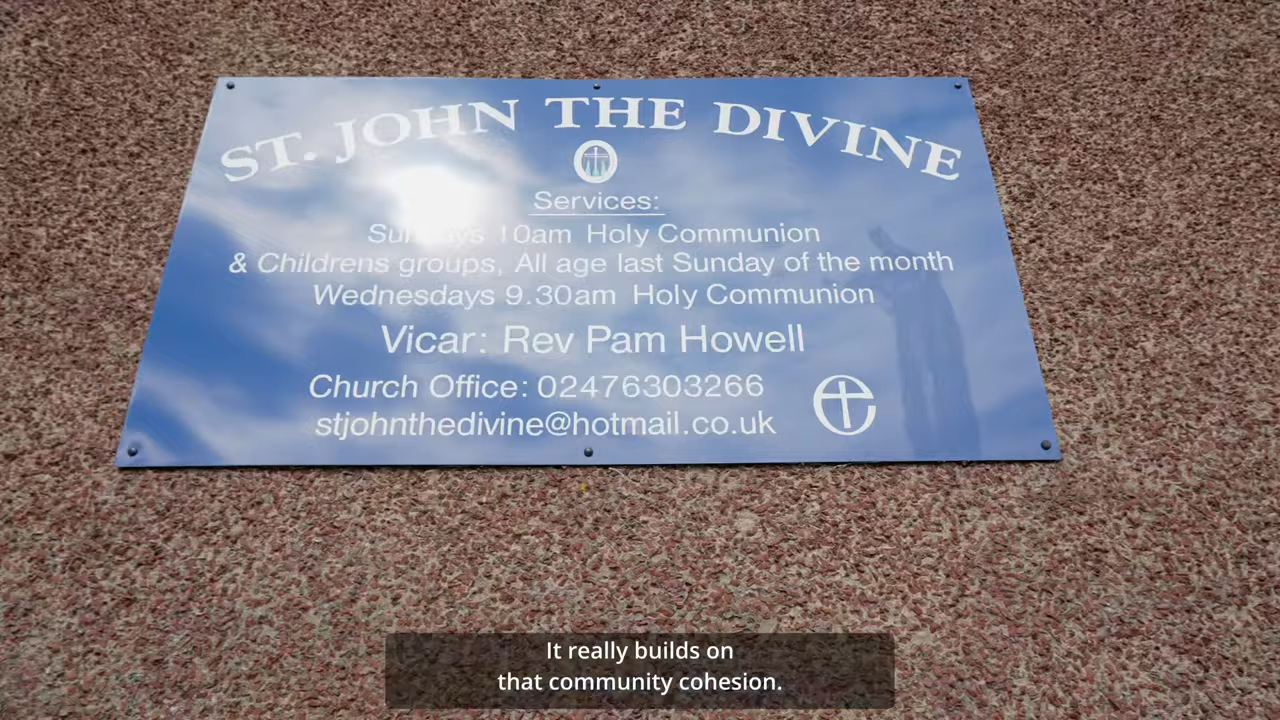 ST. JOHN THE DIVINE
Services:
Sundays 10am Holy Communion
& Childrens groups, All age last Sunday of the month
Wednesdays 9.30am Holy Communion
Vicar: Rev Pam Howell
Church Office: 02476303266
stjohnthedivine@hotmail.co.uk
It really builds on
that community cohesion.